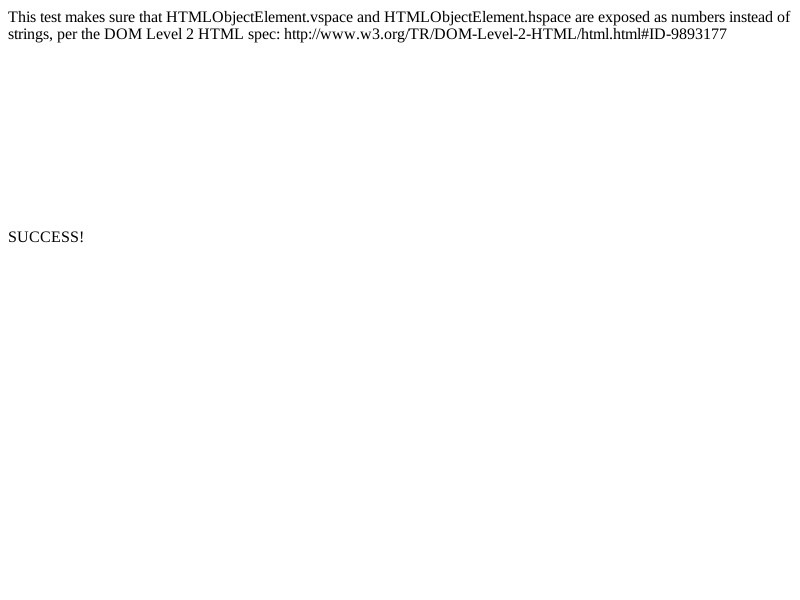 This test makes sure that HTMLObjectElement.vspace and HTMLObjectElement.hspace are exposed as numbers instead of
strings, per the DOM Level 2 HTML spec: http://www.w3.org/TR/DOM-Level-2-HTML/html.html#ID-9893177
SUCCESS!